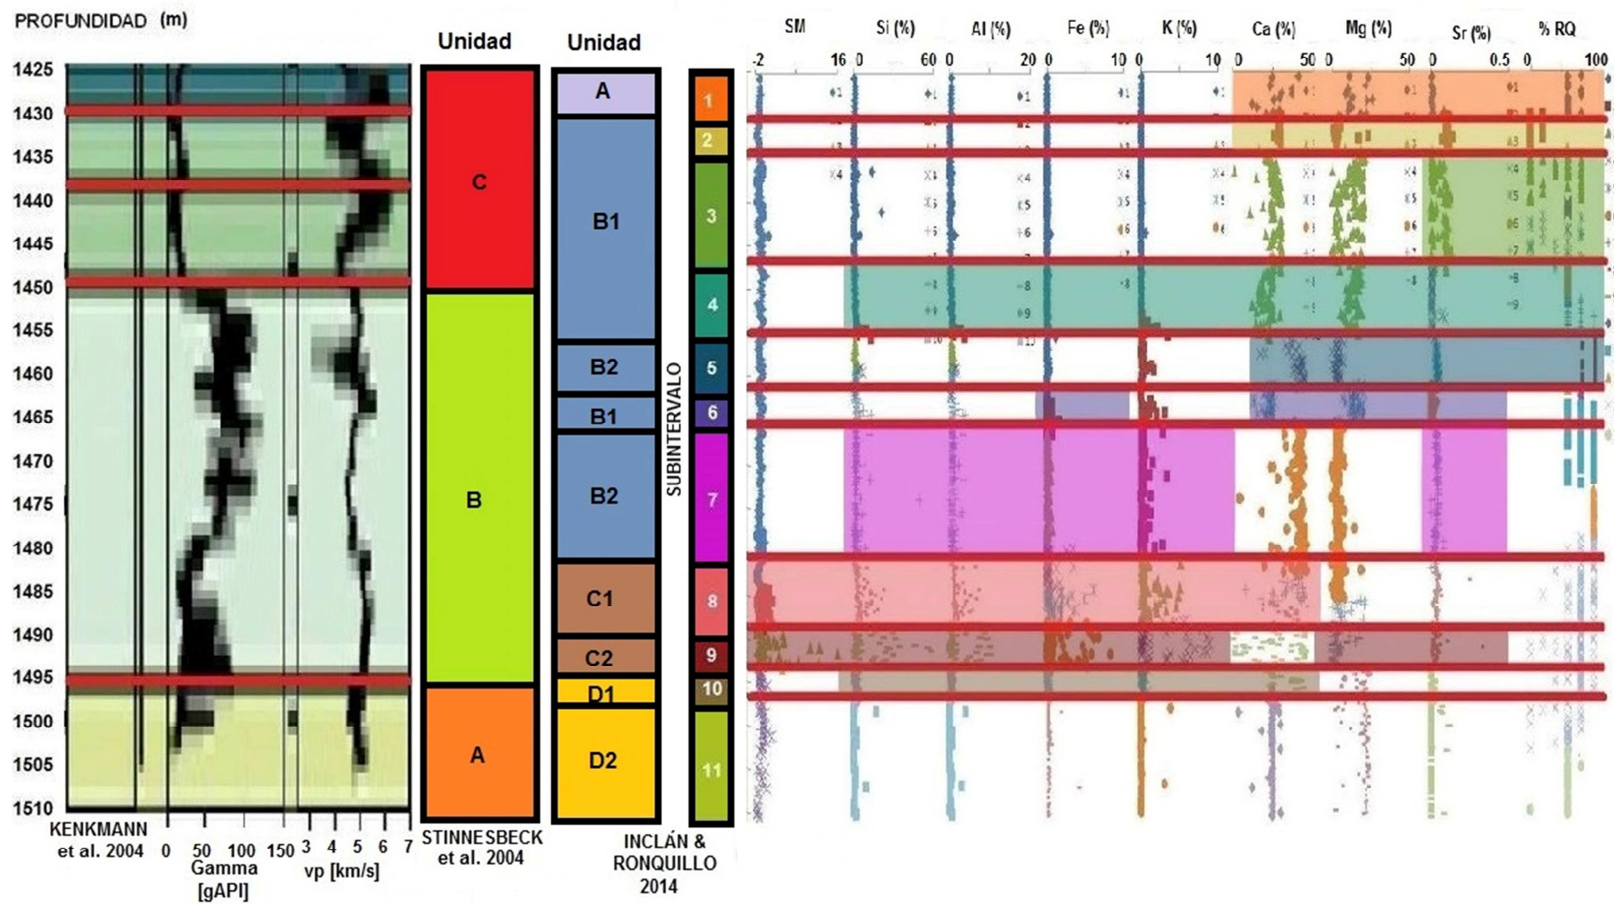 PROFUNDIDAD (m)
Unidad
Unidad
SM
Si (%)
Al (%)
Fe (%)
K (%)
Ca (%)
Mg (%)
Sr (%)
% RQ
-2 16 0 60 0 20 0 10 0 10 0 50 0 50 0 0.5 0 100
1425
1430
1435
1440
1445
1450
1455
1460
1465
1470
1475
1480
1485
1490
1495
1500
1505
1510
C
B
A
A
B1
B2
B1
B2
C1
C2
D1
D2
SUBINTERVALO
1
2
3
4
5
6
7
8
9
10
11
KENKMANN
et al. 2004
0 50 100 150
Gamma
[gAPI]
3 4 5 6 7
vp [km/s]
STINNESBECK
et al. 2004
INCLÁN &
RONQUILLO
2014